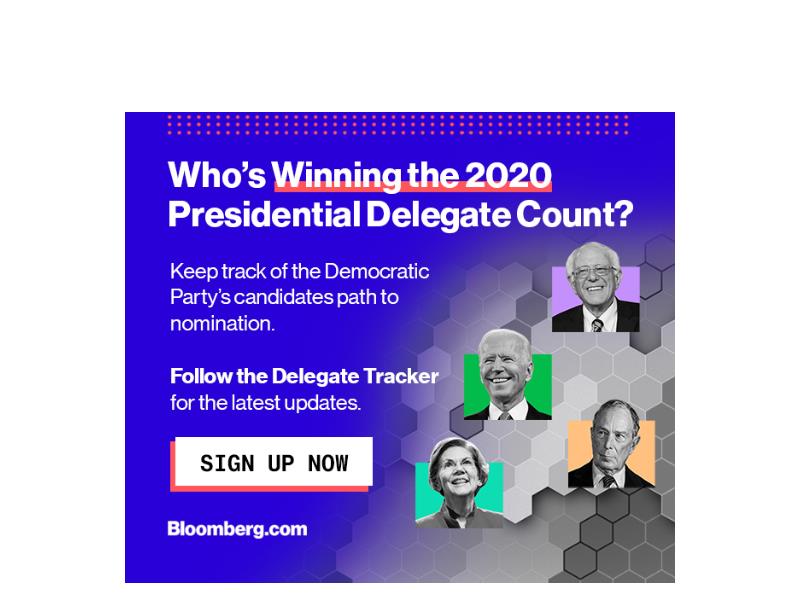 Who's Winning the 2020
Presidential Delegate Count?
Keep track of the Democratic
Party's candidates path to
nomination.
Follow the Delegate Tracker
for the latest updates.
SIGN UP NOW
Bloomberg.com